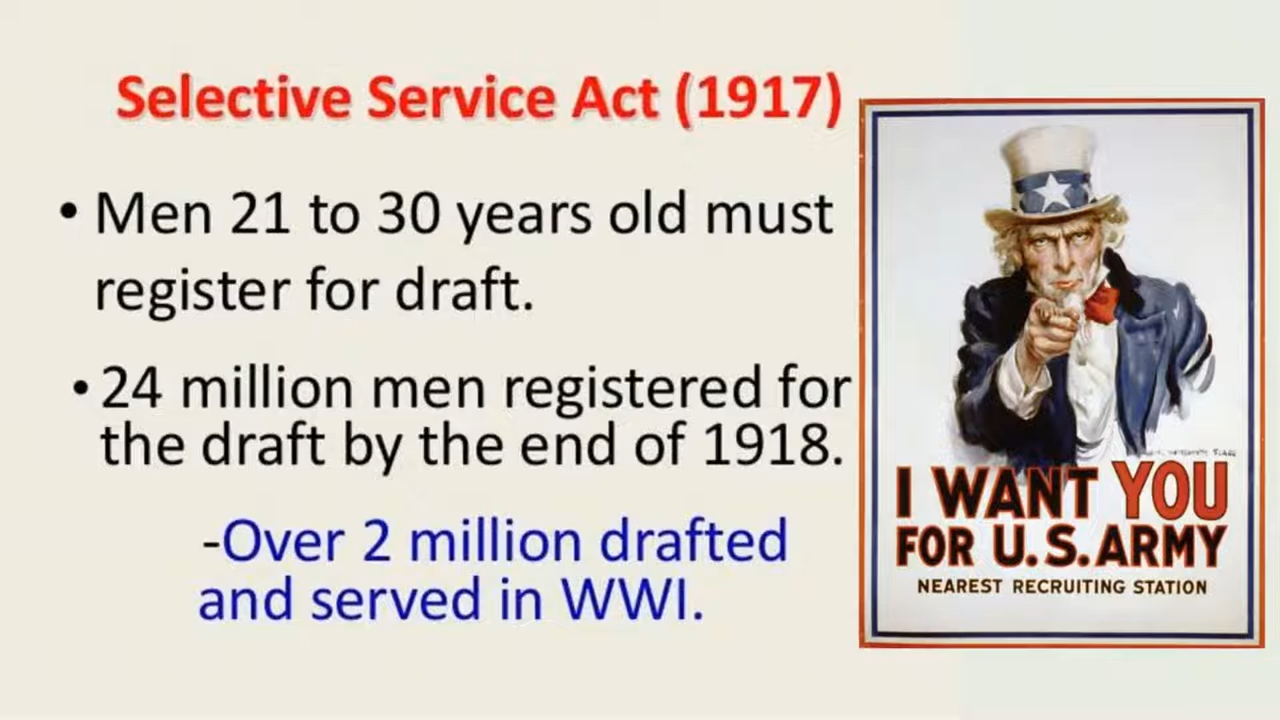 Selective Service Act (1917)
• Men 21 to 30 years old must
register for draft.
• 24 million men registered for
the draft by the end of 1918.
-Over 2 million drafted
and served in WWI.
I WANT YOU
FOR U.S. ARMY
NEAREST RECRUITING STATION